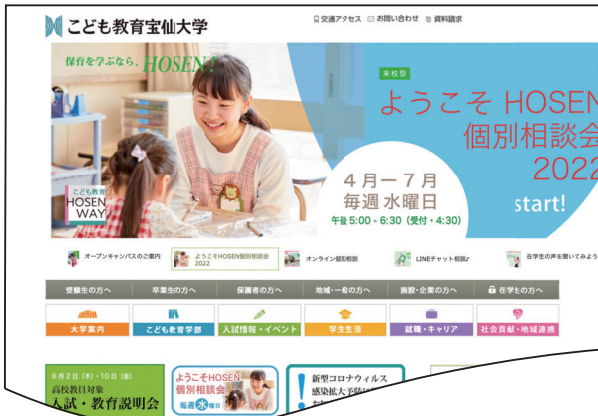 こども教育宝仙大学
交通アクセス お問い合わせ 資料請求
保育を学ぶなら、HOSEN!
来校型
ようこそ HOSEN
個別相談会
2022
start!
4月ー7月
毎週水曜日
午後 5:00 - 6:30（受付・4:30）
こども教育
HOSEN
WAY
オープンキャンパスのご案内
ようこそHOSEN個別相談会
2022
オンライン個別相談
LINEチャット相談♪
在学生の声を聞いてみよう
受験生の方へ 卒業生の方へ 保護者の方へ 地域・一般の方へ 施設・企業の方へ 在学生の方へ
大学案内 こども教育学部 入試情報・イベント 学生生活 就職・キャリア 社会貢献・地域連携
6月2日（木）・10日（金）
高校教員対象
入試・教育説明会
ようこそHOSEN
個別相談会
毎週水曜日
新型コロナウィルス
感染拡大予防に